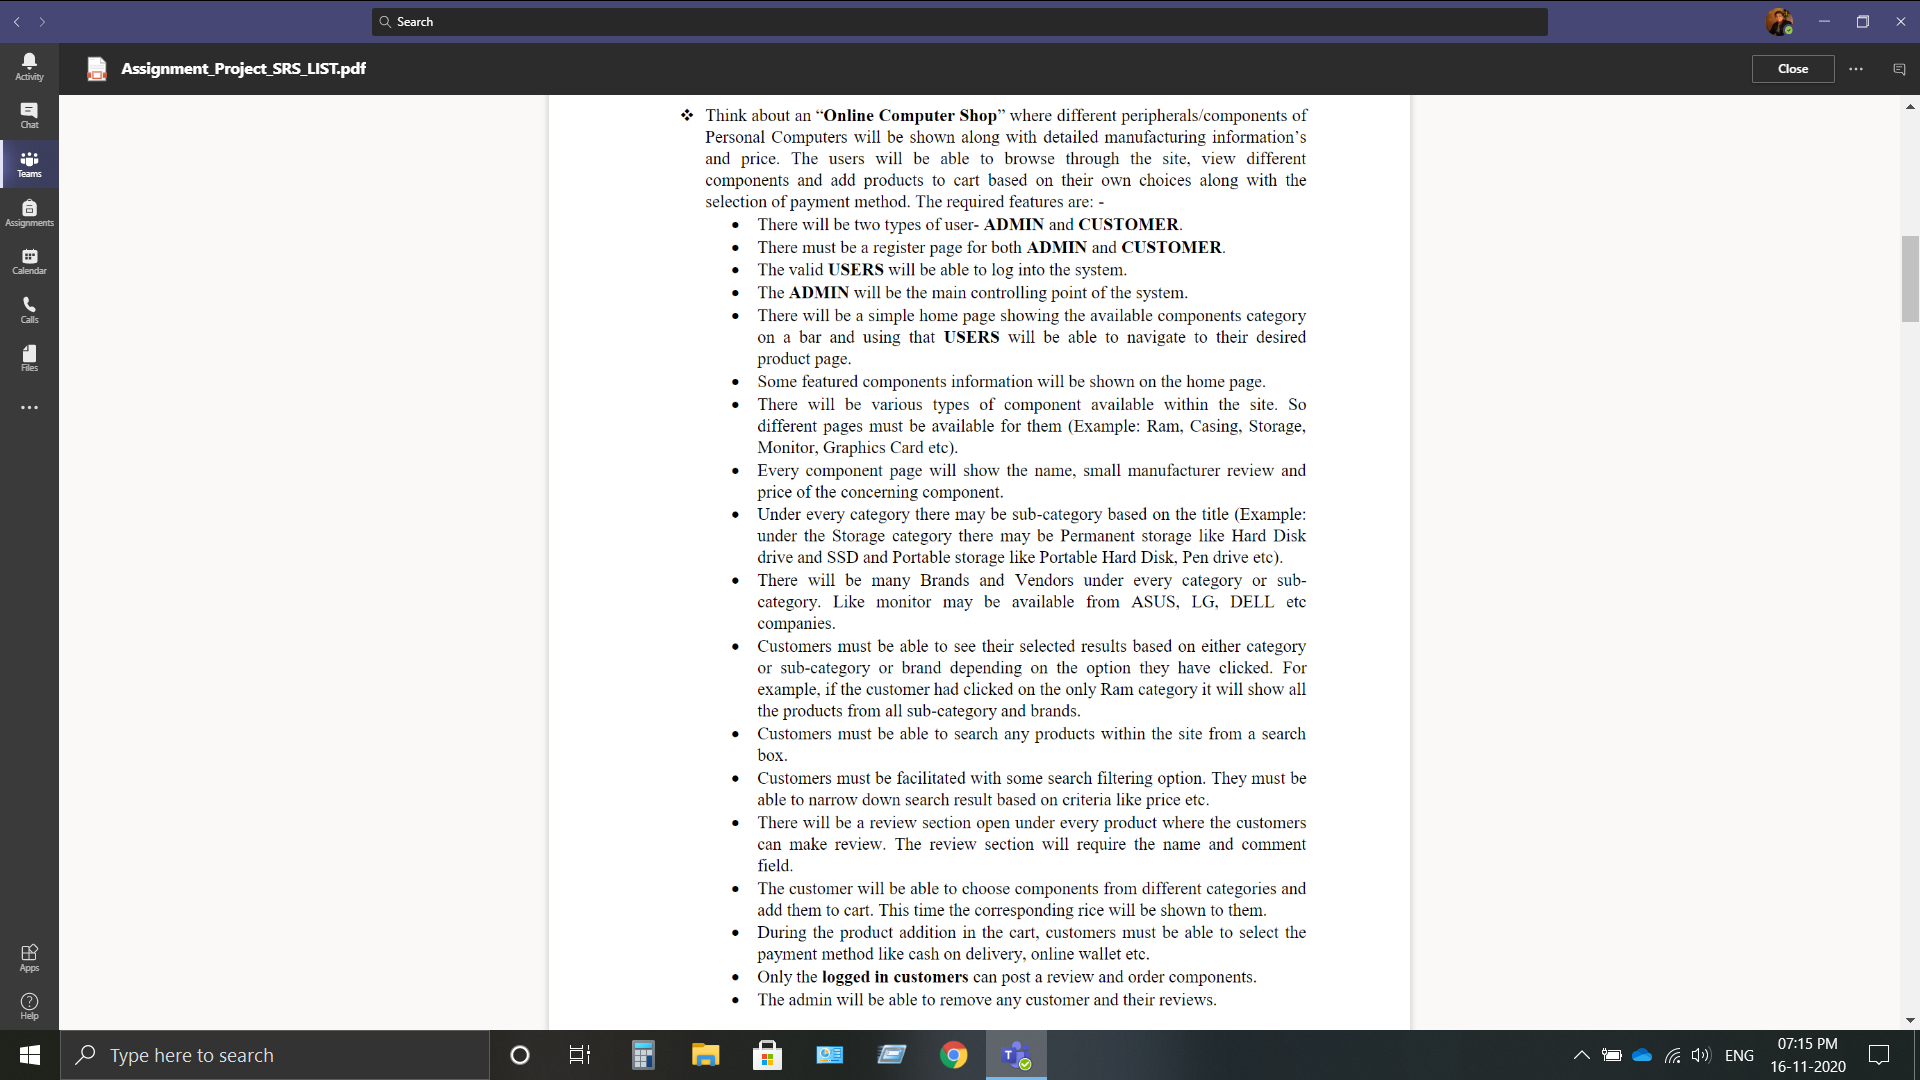 Search
Activity
Assignment_Project_SRS_LIST.pdf
Close
Chat
Teams
Assignments
Calendar
Calls
Files
Apps
Help
❖ Think about an “Online Computer Shop” where different peripherals/components of
Personal Computers will be shown along with detailed manufacturing information’s
and price. The users will be able to browse through the site, view different
components and add products to cart based on their own choices along with the
selection of payment method. The required features are: -
• There will be two types of user- ADMIN and CUSTOMER.
• There must be a register page for both ADMIN and CUSTOMER.
• The valid USERS will be able to log into the system.
• The ADMIN will be the main controlling point of the system.
• There will be a simple home page showing the available components category
on a bar and using that USERS will be able to navigate to their desired
product page.
• Some featured components information will be shown on the home page.
• There will be various types of component available within the site. So
different pages must be available for them (Example: Ram, Casing, Storage,
Monitor, Graphics Card etc).
• Every component page will show the name, small manufacturer review and
price of the concerning component.
• Under every category there may be sub-category based on the title (Example:
under the Storage category there may be Permanent storage like Hard Disk
drive and SSD and Portable storage like Portable Hard Disk, Pen drive etc).
• There will be many Brands and Vendors under every category or sub-
category. Like monitor may be available from ASUS, LG, DELL etc
companies.
• Customers must be able to see their selected results based on either category
or sub-category or brand depending on the option they have clicked. For
example, if the customer had clicked on the only Ram category it will show all
the products from all sub-category and brands.
• Customers must be able to search any products within the site from a search
box.
• Customers must be facilitated with some search filtering option. They must be
able to narrow down search result based on criteria like price etc.
• There will be a review section open under every product where the customers
can make review. The review section will require the name and comment
field.
• The customer will be able to choose components from different categories and
add them to cart. This time the corresponding rice will be shown to them.
• During the product addition in the cart, customers must be able to select the
payment method like cash on delivery, online wallet etc.
• Only the logged in customers can post a review and order components.
• The admin will be able to remove any customer and their reviews.
Type here to search
ENG
07:15 PM
16-11-2020